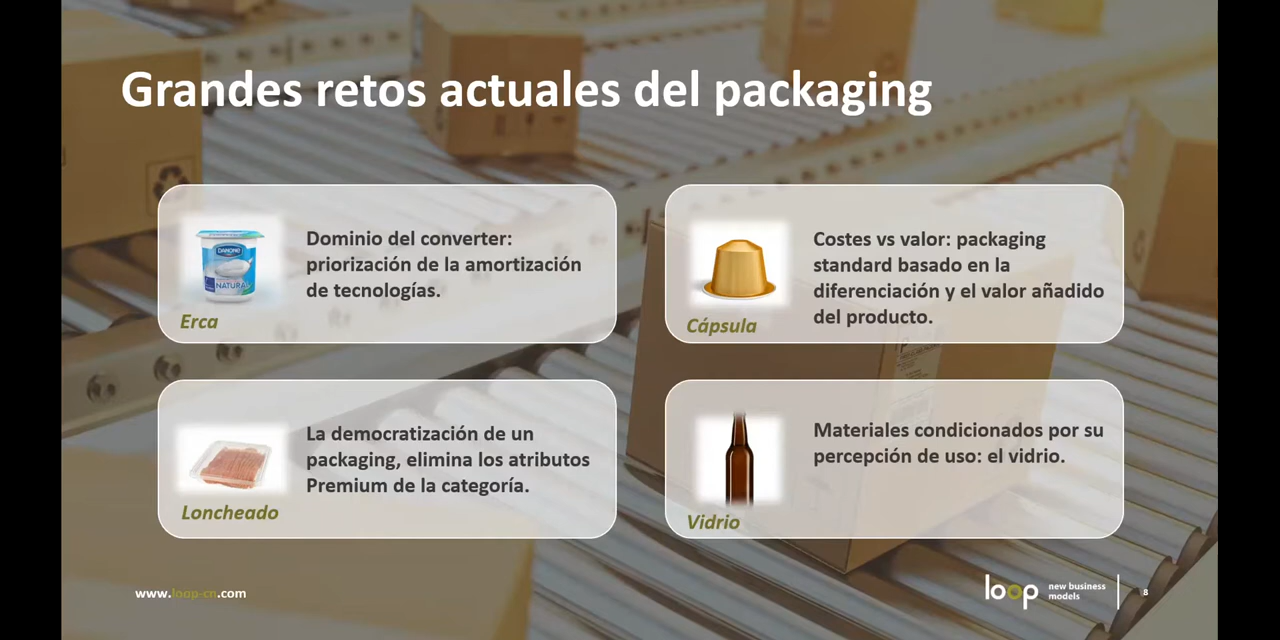 Grandes retos actuales del packaging
DANONE
NATURAL
Erca
Dominio del converter:
priorización de la amortización
de tecnologías.
Cápsula
Costes vs valor: packaging
standard basado en la
diferenciación y el valor añadido
del producto.
Loncheado
La democratización de un
packaging, elimina los atributos
Premium de la categoría.
Vidrio
Materiales condicionados por su
percepción de uso: el vidrio.
www.loop-cn.com
loop
new business
models
8